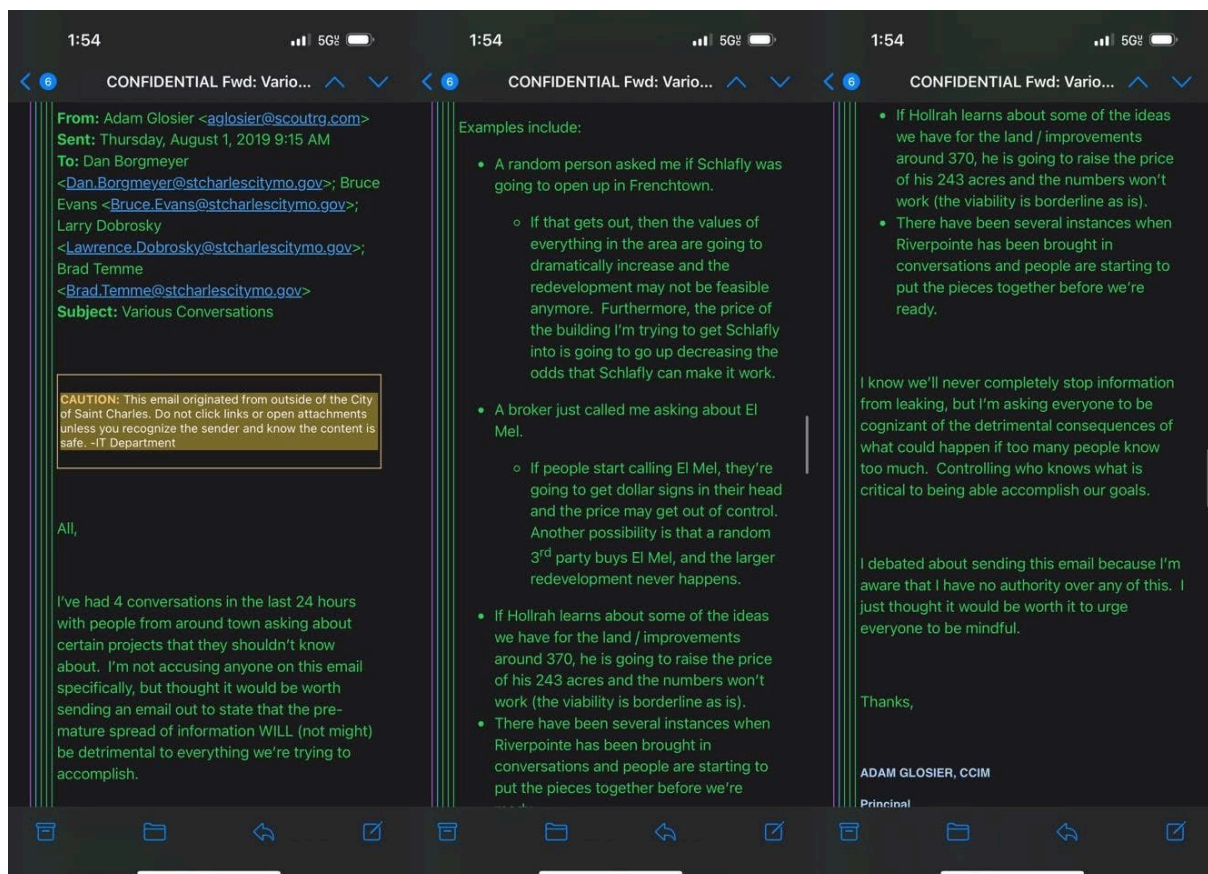 1:54
5G
6
CONFIDENTIAL Fwd: Vario...
From: Adam Glosier <aglosier@scoutrg.com>
Sent: Thursday, August 1, 2019 9:15 AM
To: Dan Borgmeyer
<Dan.Borgmeyer@stcharlescitymo.gov>; Bruce
Evans <Bruce.Evans@stcharlescitymo.gov>;
Larry Dobrosky
<Lawrence.Dobrosky@stcharlescitymo.gov>;
Brad Temme
<Brad.Temme@stcharlescitymo.gov>
Subject: Various Conversations
CAUTION: This email originated from outside of the City
of Saint Charles. Do not click links or open attachments
unless you recognize the sender and know the content is
safe. -IT Department
All,
I've had 4 conversations in the last 24 hours
with people from around town asking about
certain projects that they shouldn't know
about.  I'm not accusing anyone on this email
specifically, but thought it would be worth
sending an email out to state that the pre-
mature spread of information WILL (not might)
be detrimental to everything we're trying to
accomplish.
1:54
5G
6
CONFIDENTIAL Fwd: Vario...
Examples include:
• A random person asked me if Schlafly was
going to open up in Frenchtown.
○ If that gets out, then the values of
everything in the area are going to
dramatically increase and the
redevelopment may not be feasible
anymore.  Furthermore, the price of
the building I'm trying to get Schlafly
into is going to go up decreasing the
odds that Schlafly can make it work.
• A broker just called me asking about El
Mel.
○ If people start calling El Mel, they're
going to get dollar signs in their head
and the price may get out of control.
Another possibility is that a random
3rd party buys El Mel, and the larger
redevelopment never happens.
• If Hollrah learns about some of the ideas
we have for the land / improvements
around 370, he is going to raise the price
of his 243 acres and the numbers won't
work (the viability is borderline as is).
• There have been several instances when
Riverpointe has been brought in
conversations and people are starting to
put the pieces together before we're
1:54
5G
6
CONFIDENTIAL Fwd: Vario...
• If Hollrah learns about some of the ideas
we have for the land / improvements
around 370, he is going to raise the price
of his 243 acres and the numbers won't
work (the viability is borderline as is).
• There have been several instances when
Riverpointe has been brought in
conversations and people are starting to
put the pieces together before we're
ready.
I know we'll never completely stop information
from leaking, but I'm asking everyone to be
cognizant of the detrimental consequences of
what could happen if too many people know
too much.  Controlling who knows what is
critical to being able accomplish our goals.
I debated about sending this email because I'm
aware that I have no authority over any of this.  I
just thought it would be worth it to urge
everyone to be mindful.
Thanks,
ADAM GLOSIER, CCIM
Principal